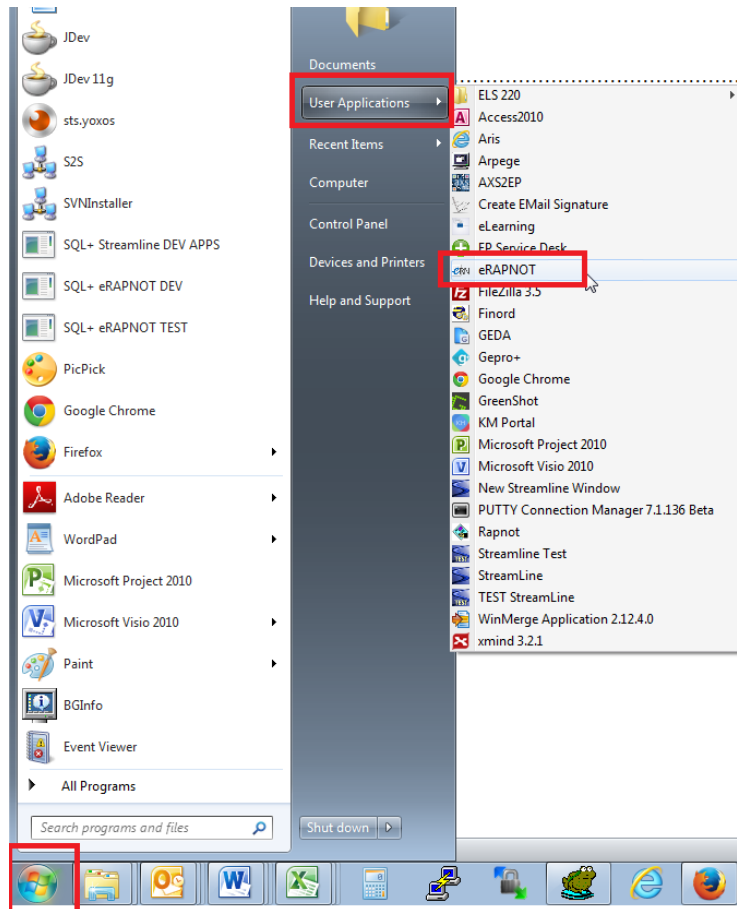 JDev
JDev 11g
sts.yoxos
S2S
SVNInstaller
SQL+ Streamline DEV APPS
SQL+ eRAPNOT DEV
SQL+ eRAPNOT TEST
PicPick
Google Chrome
Firefox
Adobe Reader
WordPad
Microsoft Project 2010
Microsoft Visio 2010
Paint
BGInfo
Event Viewer
All Programs
Search programs and files
Documents
User Applications
Recent Items
Computer
Control Panel
Devices and Printers
Help and Support
Shut down
ELS 220
Access2010
Aris
Arpege
AXS2EP
Create EMail Signature
eLearning
EP Service Desk
eRAPNOT
FileZilla 3.5
Finord
GEDA
Gepro+
Google Chrome
GreenShot
KM Portal
Microsoft Project 2010
Microsoft Visio 2010
New Streamline Window
PUTTY Connection Manager 7.1.136 Beta
Rapnot
Streamline Test
StreamLine
TEST StreamLine
WinMerge Application 2.12.4.0
xmind 3.2.1